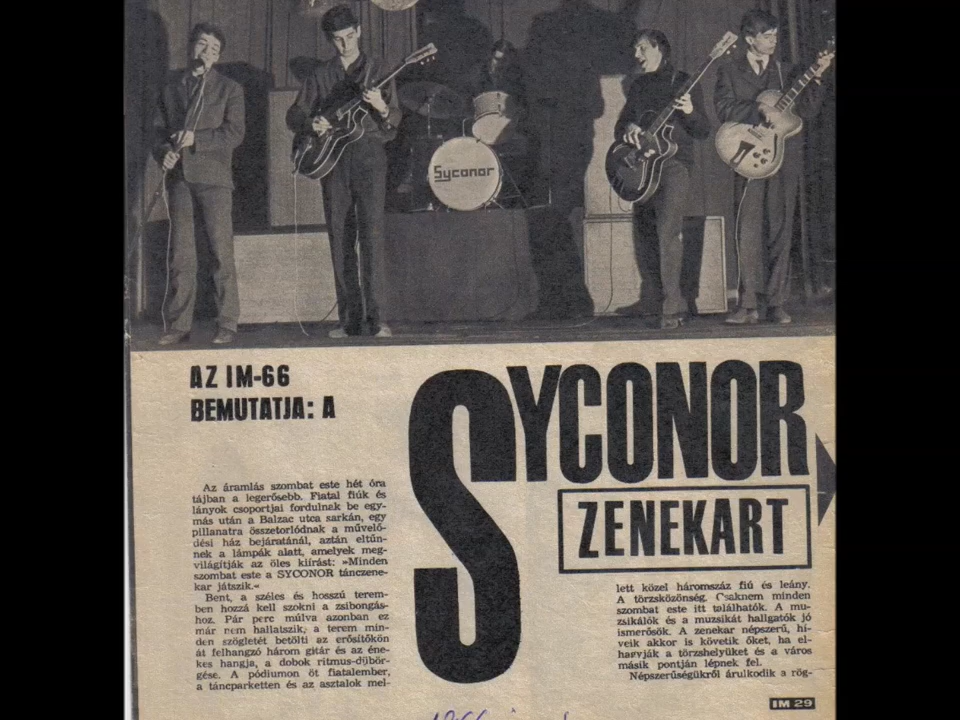 Syconor
AZ IM-66
BEMUTATJA: A
SYCONOR
ZENEKART
Az áramlás szombat este hét óra
tájban a legerősebb. Fiatal fiúk és
lányok csoportjai fordulnek be egy-
más után a Balzac utca sarkán, egy
pillanatra összetorlódnak a művelő-
dési ház bejáratánál, aztán eltűn-
nek a lámpák alatt, amelyek meg-
világítják az öles kiírást: »Minden
szombat este a SYCONOR táncze­ne-
kar játszik.«
Bent, a széles és hosszú terem-
ben hozzá kell szokni a zsibongás-
hoz. Pár perc múlva azonban ez
már nem hallatszik, a terem min-
den szögletét betölti az erősítőkön
át felhangzó három gitár és az éne-
kes hangja, a dobok ritmus-dübör-
gése. A pódiumon öt fiatalember,
a táncparketten és az asztalok mel-
lett közel háromszáz fiú és leány.
A törzsközönség. Csaknem minden
szombat este itt találhatók. A mu-
zsikálók és a muzsikát hallgatók jó
ismerősök. A zenekar népszerű, hí-
veik akkor is követik őket, ha el-
hagyják a törzshelyüket és a város
másik pontján lépnek fel.
Népszerűségükről árulkodik a rög-
IM 29